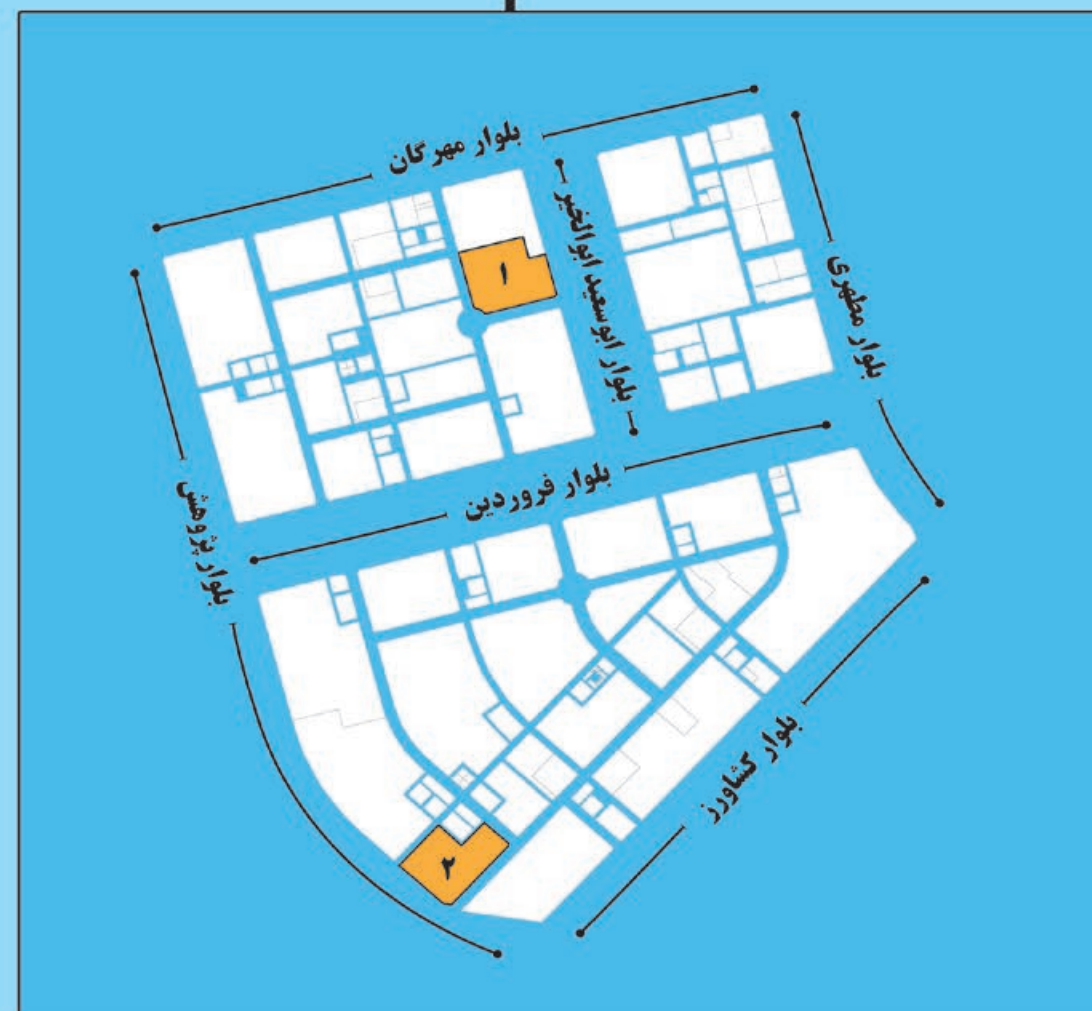 بلوار مهرگان
بلوار ابوسعید ابوالخیر
بلوار مطهری
۱
بلوار فروردین
بلوار پژوهش
بلوار کشاورز
۲